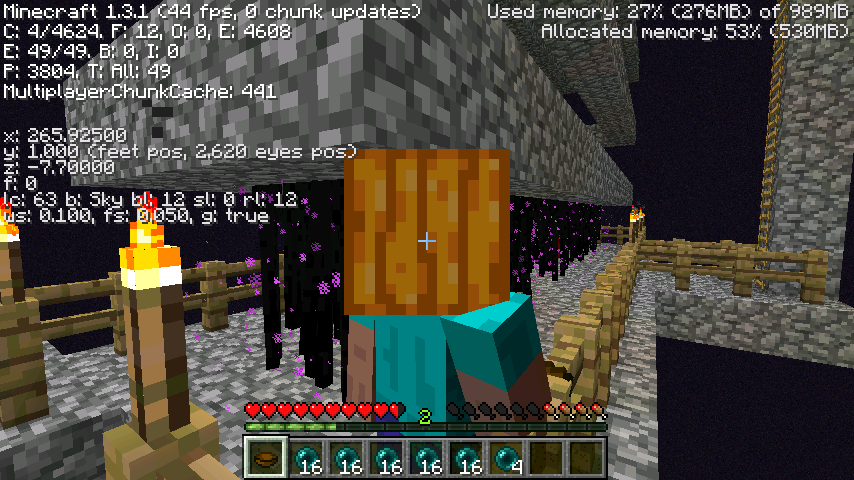 Minecraft 1.3.1 (44 fps, 0 chunk updates)
C: 4/4624. F: 12, O: 0, E: 4608
E: 49/49. B: 0, I: 0
P: 3804. T: All: 49
MultiplayerChunkCache: 441
Used memory: 27% (276MB) of 989MB
Allocated memory: 53% (530MB)
x: 265.92500
y: 1.000 (feet pos, 2.620 eyes pos)
z: -7.70000
f: 0
lc: 63 b: Sky bl: 12 sl: 0 rl: 12
ws: 0.100, fs: 0.050, g: true
2
16 16 16 16 16 4